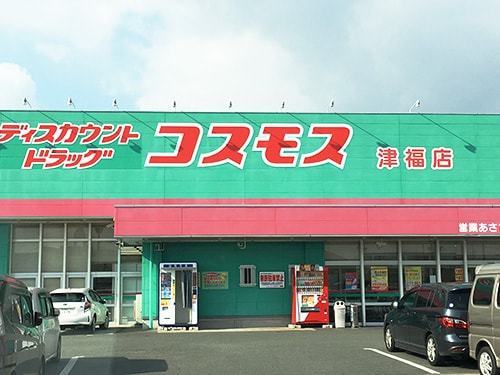 ディスカウント
ドラッグ
コスモス
津福店
営業あさ